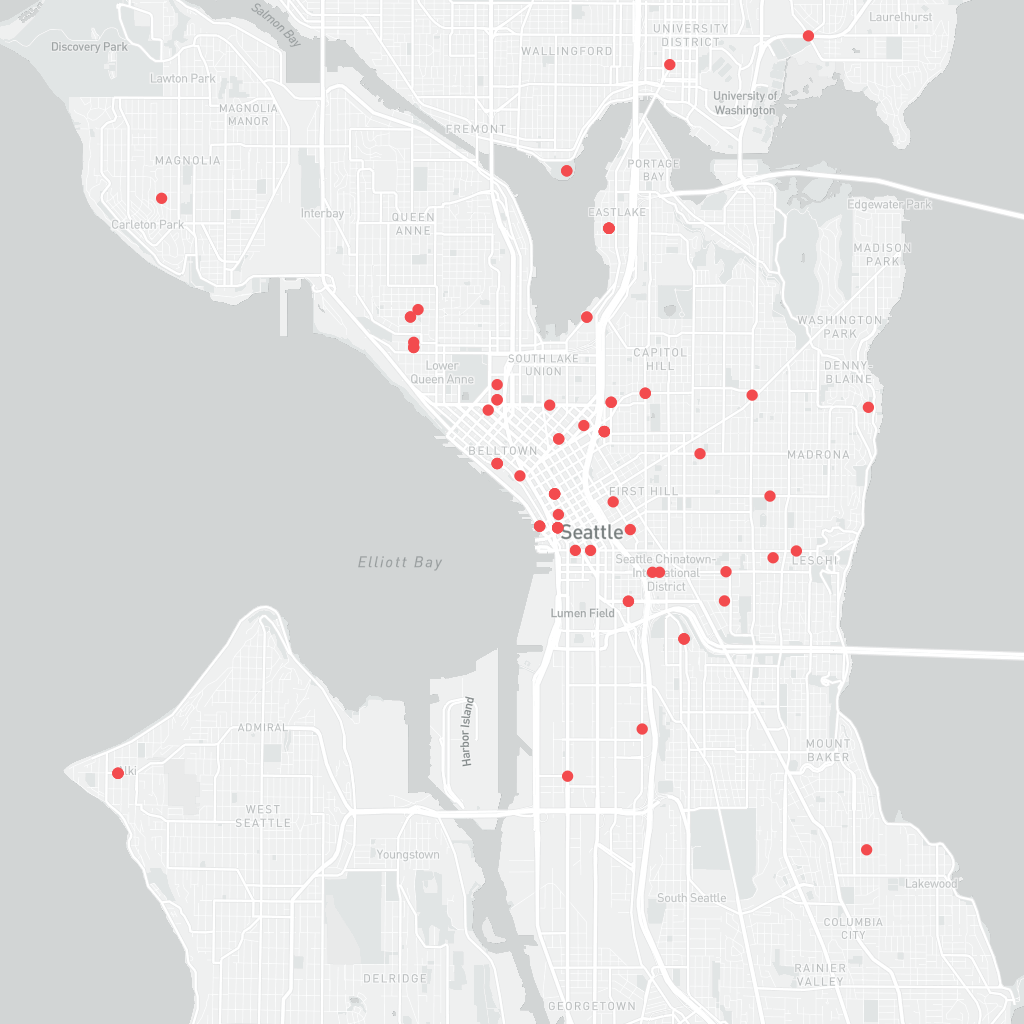 Salmon Bay
Laurelhurst
UNIVERSITY
DISTRICT
Discovery Park
WALLINGFORD
Lawton Park
University of
Washington
MAGNOLIA
MANOR
FREMONT
MAGNOLIA
PORTAGE
BAY
Edgewater Park
Interbay
EASTLAKE
QUEEN
ANNE
Carleton Park
MADISON
PARK
WASHINGTON
PARK
CAPITOL
HILL
SOUTH LAKE
UNION
Lower
Queen Anne
DENNY-
BLAINE
BELLTOWN
MADRONA
FIRST HILL
Seattle
Elliott Bay
Seattle Chinatown-
International
District
LESCHI
Lumen Field
Harbor Island
ADMIRAL
MOUNT
BAKER
Alki
WEST
SEATTLE
Youngstown
Lakewood
South Seattle
COLUMBIA
CITY
RAINIER
VALLEY
DELRIDGE
GEORGETOWN